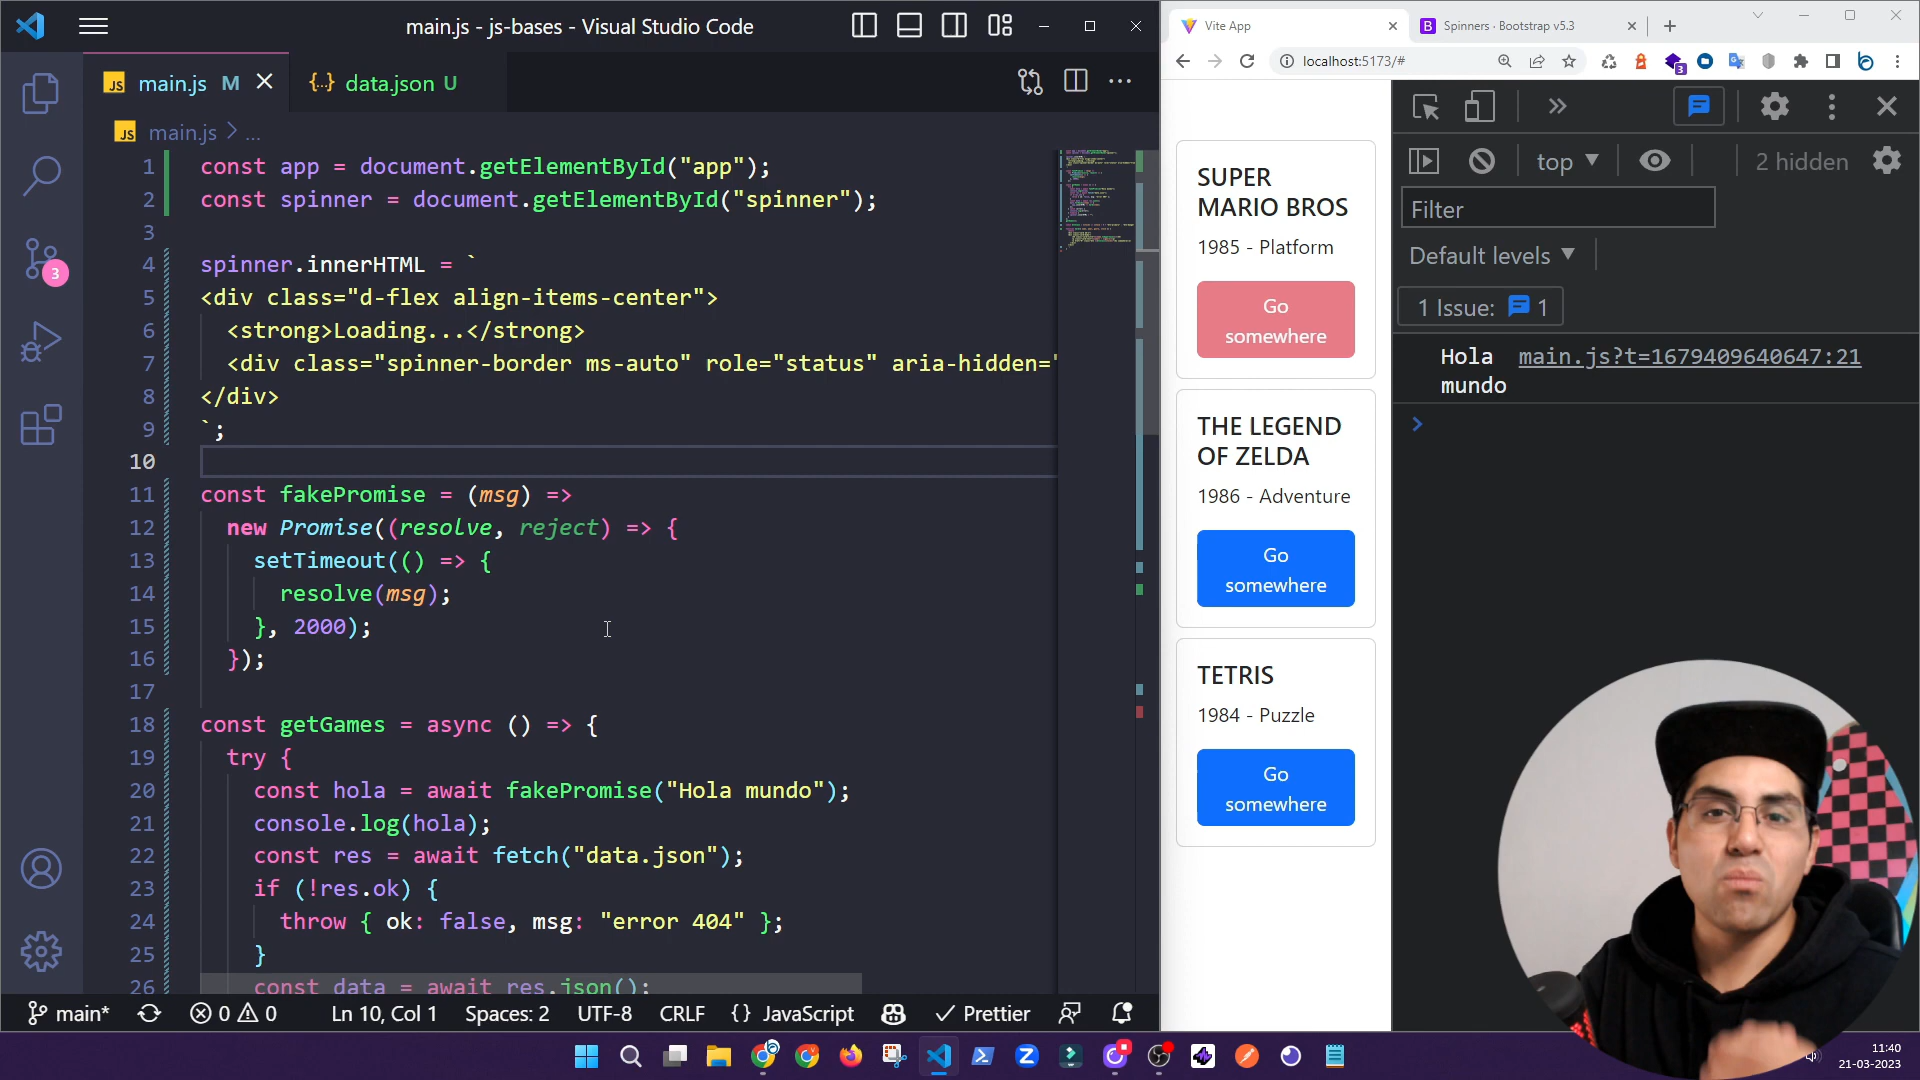 main.js - js-bases - Visual Studio Code
main.js M
{..} data.json U
JS main.js > ...
1 const app = document.getElementById("app");
2 const spinner = document.getElementById("spinner");
3
4 spinner.innerHTML = `
5 <div class="d-flex align-items-center">
6 <strong>Loading...</strong>
7 <div class="spinner-border ms-auto" role="status" aria-hidden="
8 </div>
9 `;
10
11 const fakePromise = (msg) =>
12 new Promise((resolve, reject) => {
13 setTimeout(() => {
14 resolve(msg);
15 }, 2000);
16 });
17
18 const getGames = async () => {
19 try {
20 const hola = await fakePromise("Hola mundo");
21 console.log(hola);
22 const res = await fetch("data.json");
23 if (!res.ok) {
24 throw { ok: false, msg: "error 404" };
25 }
26 const data = await res.json();
3
main*
0 0
Ln 10, Col 1
Spaces: 2
UTF-8
CRLF
{} JavaScript
Prettier
Vite App
B Spinners · Bootstrap v5.3
localhost:5173/#
3
SUPER
MARIO BROS
1985 - Platform
Go
somewhere
THE LEGEND
OF ZELDA
1986 - Adventure
Go
somewhere
TETRIS
1984 - Puzzle
Go
somewhere
top
2 hidden
Filter
Default levels
1 Issue: 1
Hola main.js?t=1679409640647:21
mundo
11:40
21-03-2023